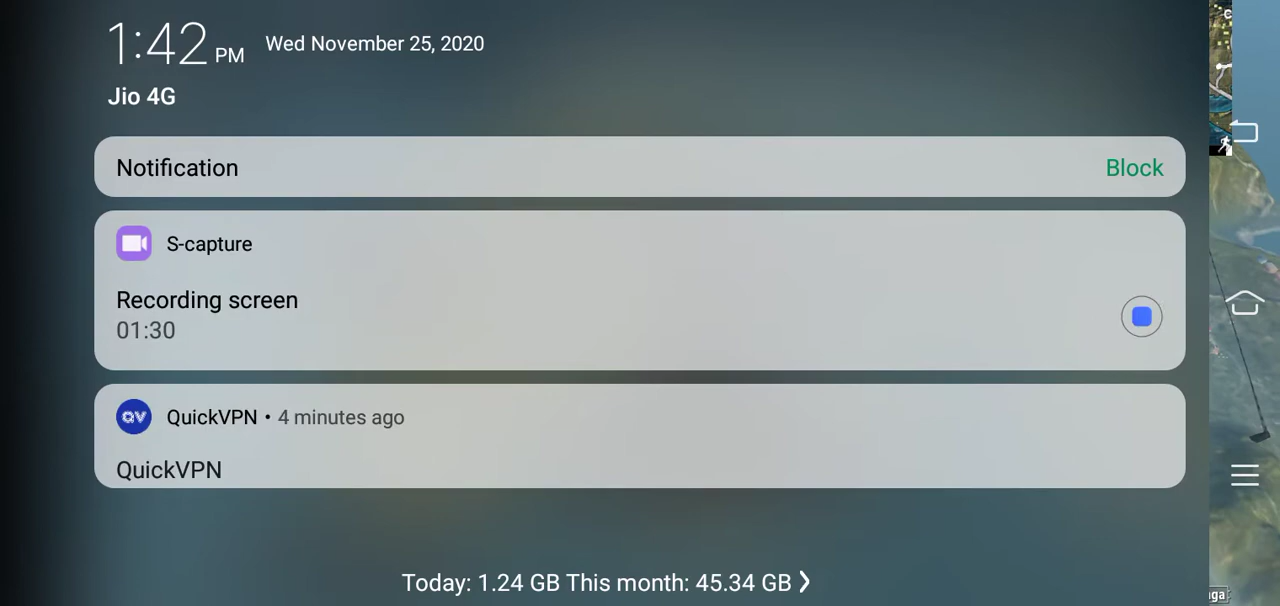 1:42 PM Wed November 25, 2020
Jio 4G
Notification Block
S-capture
Recording screen
01:30
QV QuickVPN • 4 minutes ago
QuickVPN
Today: 1.24 GB This month: 45.34 GB